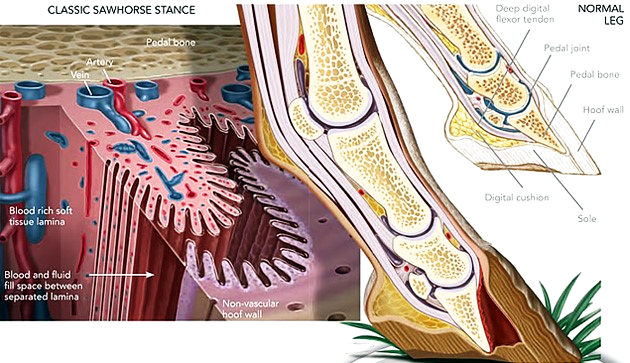 CLASSIC SAWHORSE STANCE
Pedal bone
Artery
Vein
Blood rich soft
tissue lamina
Blood and fluid
fill space between
separated lamina
Non-vascular
hoof wall
NORMAL
LEG
Deep digital
flexor tendon
Pedal joint
Pedal bone
Hoof wall
Digital cushion
Sole